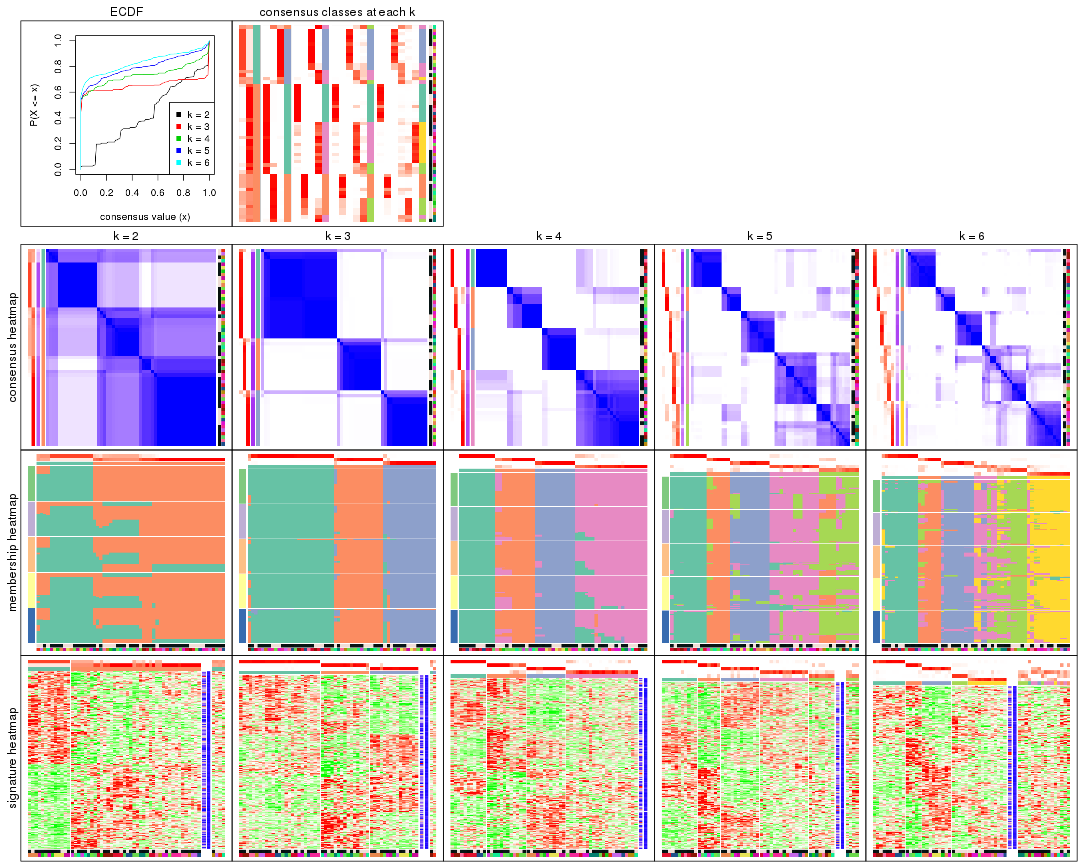 ECDF
consensus classes at each k
P(X <= x)
0.0 0.2 0.4 0.6 0.8 1.0
k = 2
k = 3
k = 4
k = 5
k = 6
0.0 0.2 0.4 0.6 0.8 1.0
consensus value (x)
k = 2
k = 3
k = 4
k = 5
k = 6
consensus heatmap
membership heatmap
signature heatmap